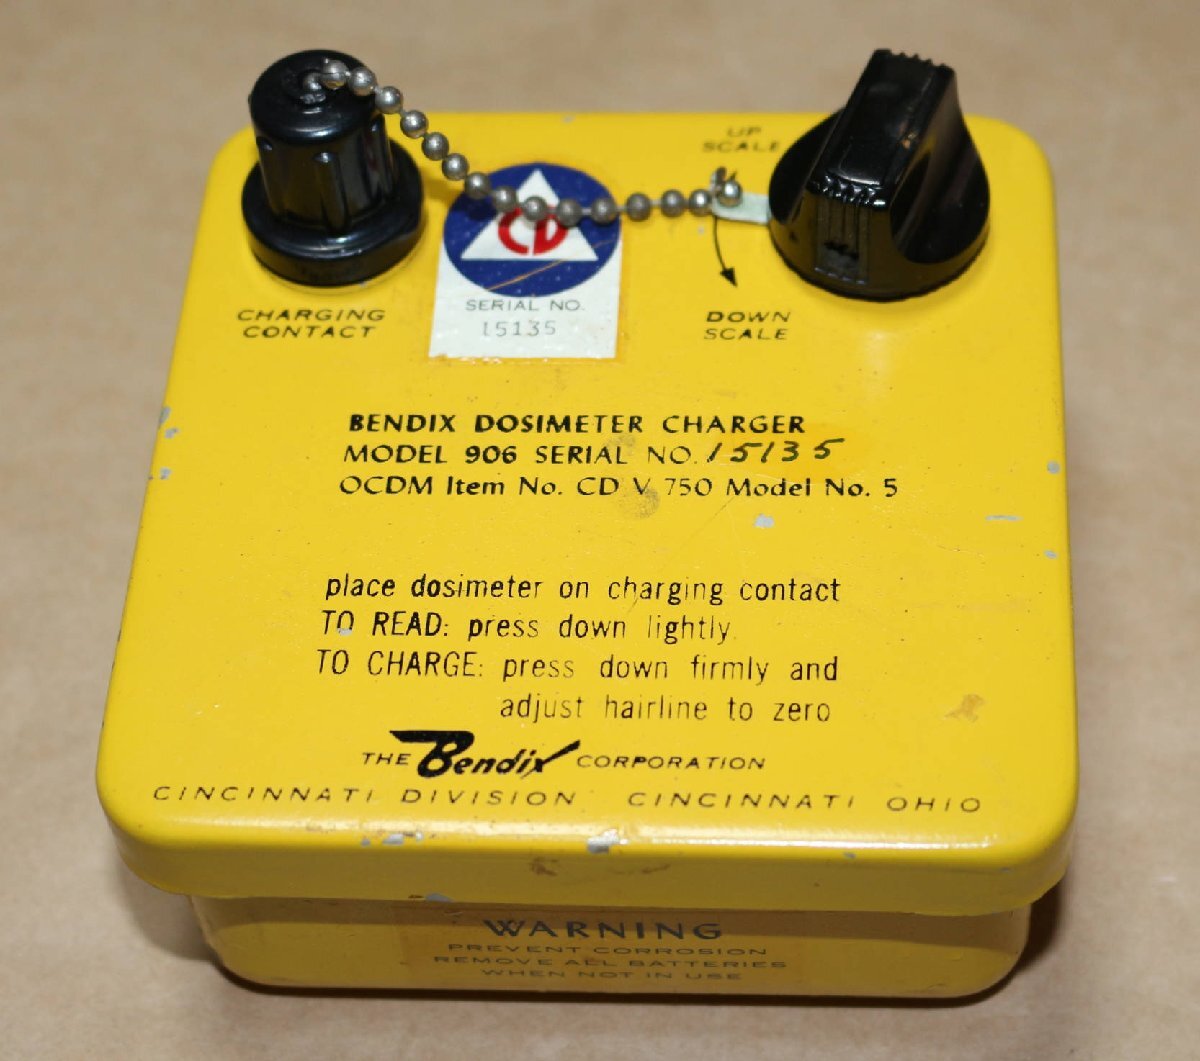 UP
SCALE
CD
SERIAL NO.
15135
CHARGING
CONTACT
DOWN
SCALE
BENDIX DOSIMETER CHARGER
MODEL 906 SERIAL NO. 15135
OCDM Item No. CD V 750 Model No. 5
place dosimeter on charging contact
TO READ: press down lightly
TO CHARGE: press down firmly and
adjust hairline to zero
THE Bendix CORPORATION
CINCINNATI DIVISION CINCINNATI OHIO
WARNING
PREVENT CORROSION
REMOVE ALL BATTERIES
WHEN NOT IN USE